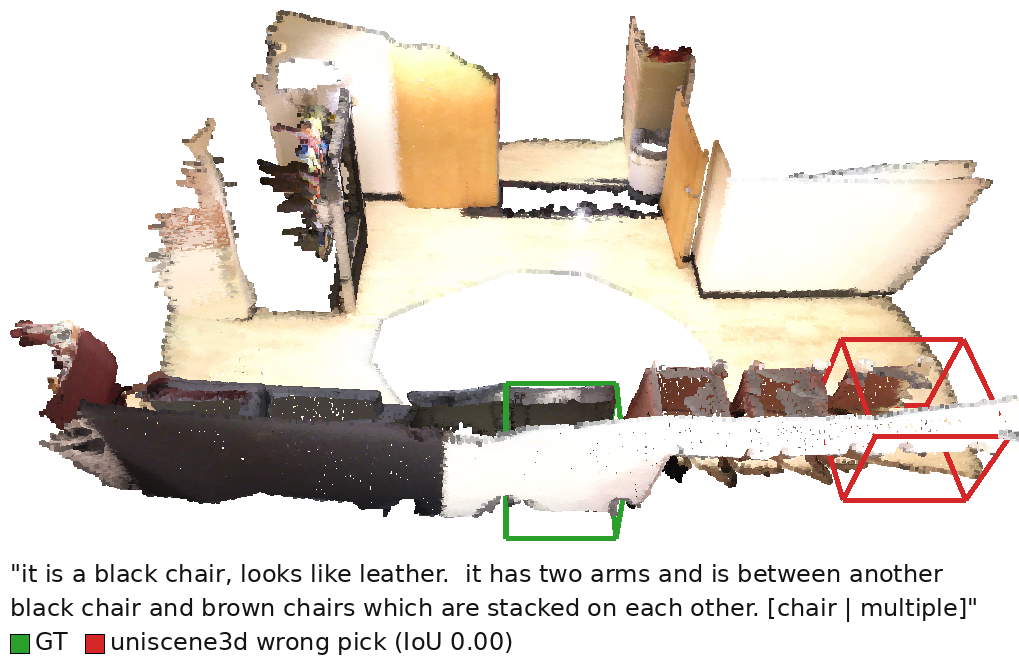 "it is a black chair, looks like leather.  it has two arms and is between another
black chair and brown chairs which are stacked on each other. [chair | multiple]"
GT uniscene3d wrong pick (IoU 0.00)